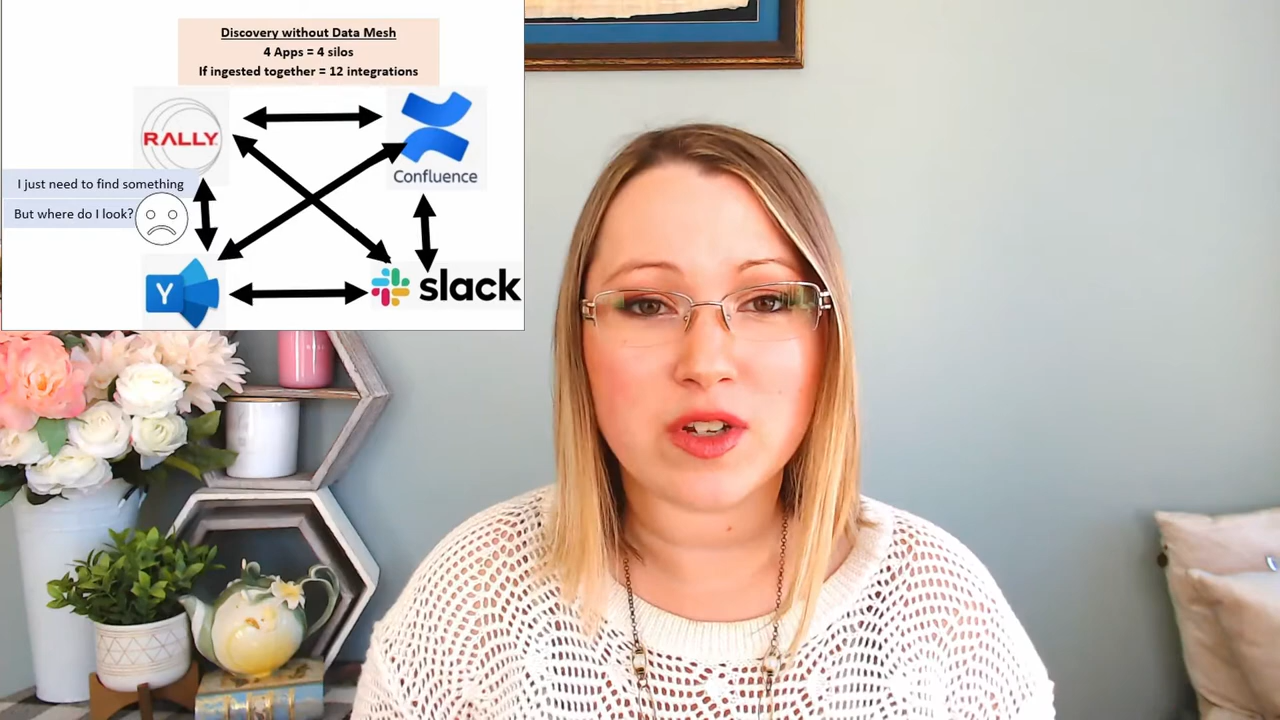 Discovery without Data Mesh
4 Apps = 4 silos
If ingested together = 12 integrations
RALLY
Confluence
I just need to find something
But where do I look?
Y
slack